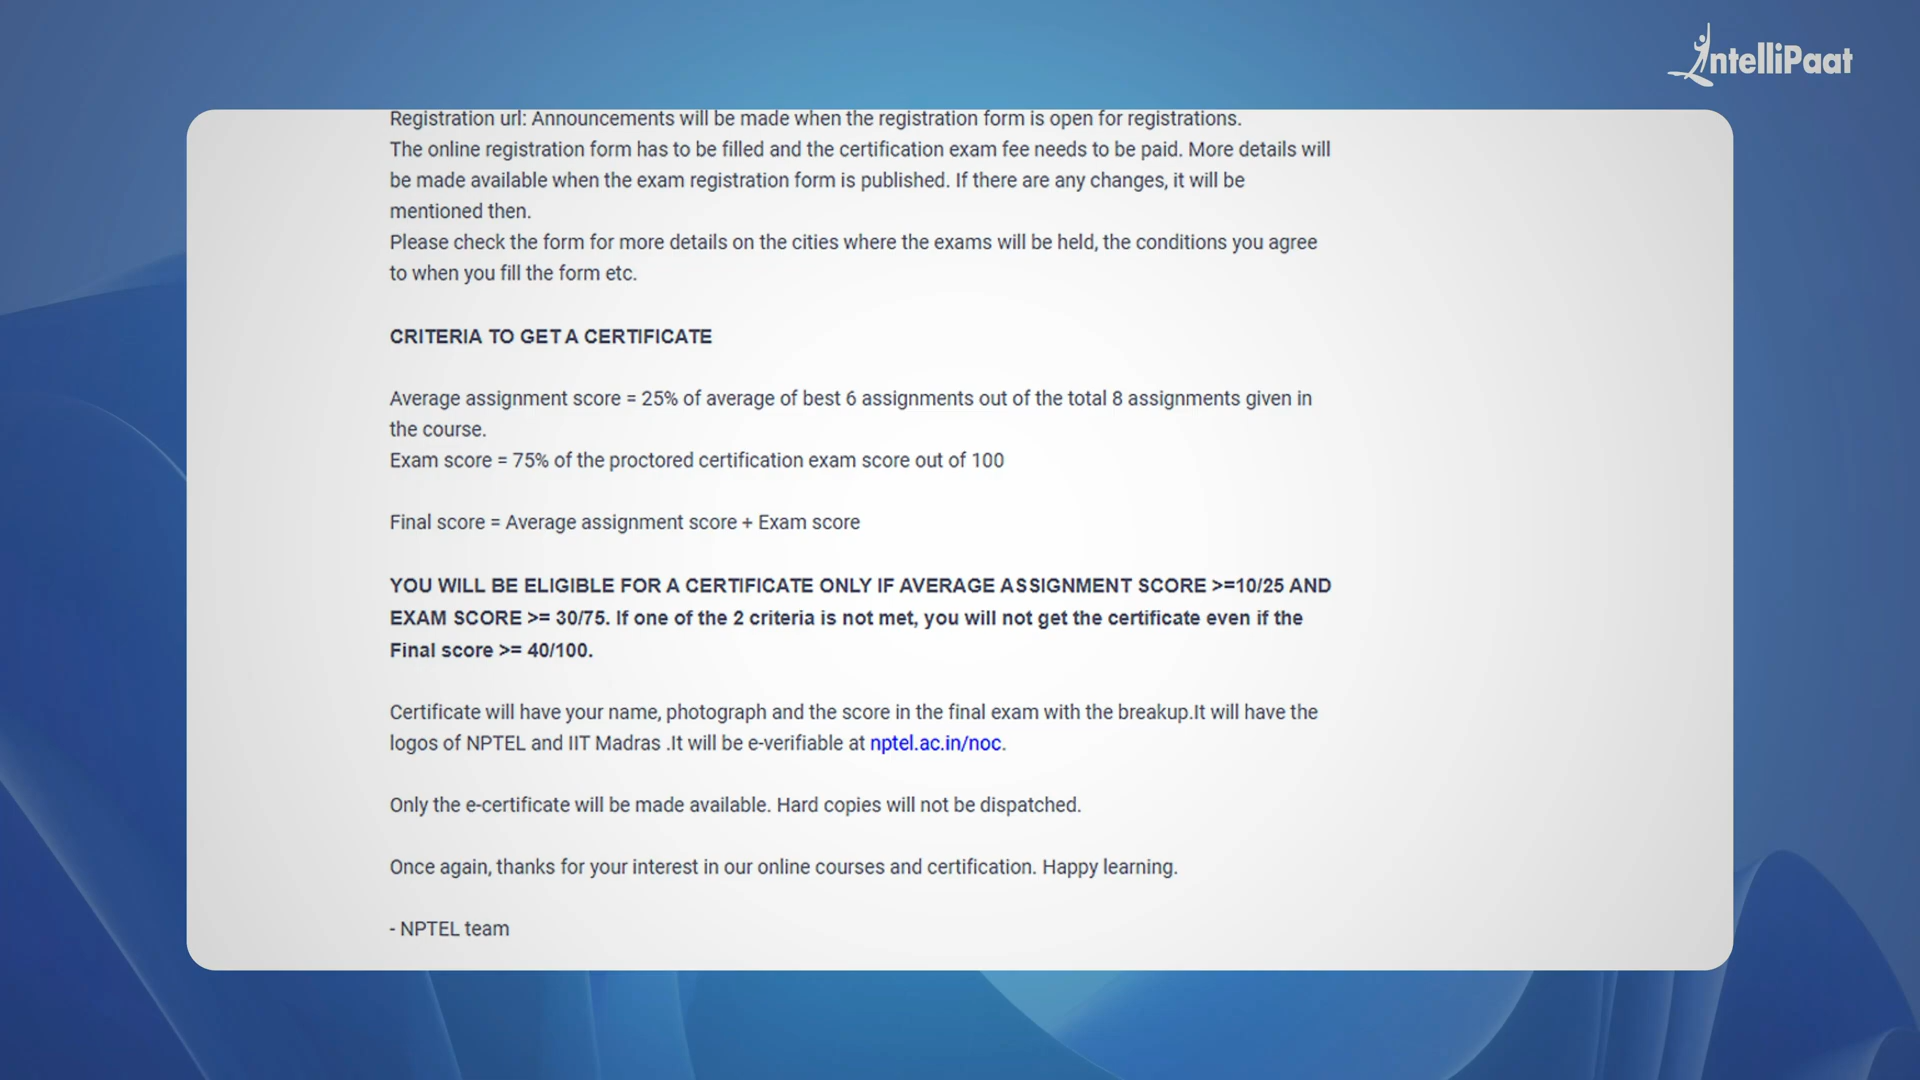 IntelliPaat
Registration url: Announcements will be made when the registration form is open for registrations.
The online registration form has to be filled and the certification exam fee needs to be paid. More details will
be made available when the exam registration form is published. If there are any changes, it will be
mentioned then.
Please check the form for more details on the cities where the exams will be held, the conditions you agree
to when you fill the form etc.
CRITERIA TO GET A CERTIFICATE
Average assignment score = 25% of average of best 6 assignments out of the total 8 assignments given in
the course.
Exam score = 75% of the proctored certification exam score out of 100
Final score = Average assignment score + Exam score
YOU WILL BE ELIGIBLE FOR A CERTIFICATE ONLY IF AVERAGE ASSIGNMENT SCORE >=10/25 AND
EXAM SCORE >= 30/75. If one of the 2 criteria is not met, you will not get the certificate even if the
Final score >= 40/100.
Certificate will have your name, photograph and the score in the final exam with the breakup.It will have the
logos of NPTEL and IIT Madras .It will be e-verifiable at nptel.ac.in/noc.
Only the e-certificate will be made available. Hard copies will not be dispatched.
Once again, thanks for your interest in our online courses and certification. Happy learning.
- NPTEL team